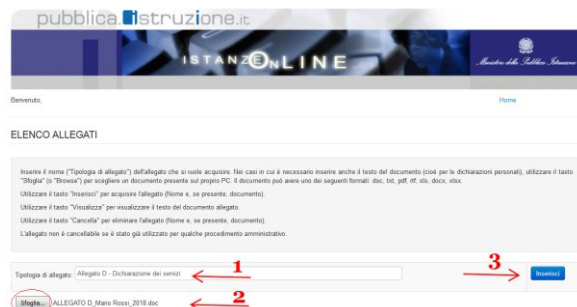 pubblica.istruzione.it
ISTANZE ONLINE
Ministero della Pubblica Istruzione
Benvenuto.
Home
ELENCO ALLEGATI
Inserire il nome ("Tipologia di allegato") dell'allegato che si vuole acquisire. Nei casi in cui è necessario inserire anche il testo del documento (cioè per le dichiarazioni personali), utilizzare il tasto
"Sfoglia" (o "Browse") per scegliere un documento presente sul proprio PC. Il documento può avere uno dei seguenti formati: doc, txt, pdf, rtf, xls, docx, xlsx.
Utilizzare il tasto "Inserisci" per acquisire l'allegato (Nome e, se presente, documento).
Utilizzare il tasto "Visualizza" per visualizzare il testo del documento allegato.
Utilizzare il tasto "Cancella" per eliminare l'allegato (Nome e, se presente, documento).
L'allegato non è cancellabile se è stato già utilizzato per qualche procedimento amministrativo.
Tipologia di allegato: Allegato D - Dichiarazione dei servizi 1 3 Inserisci
Sfoglia... ALLEGATO D_Mario Rossi_2018.doc 2